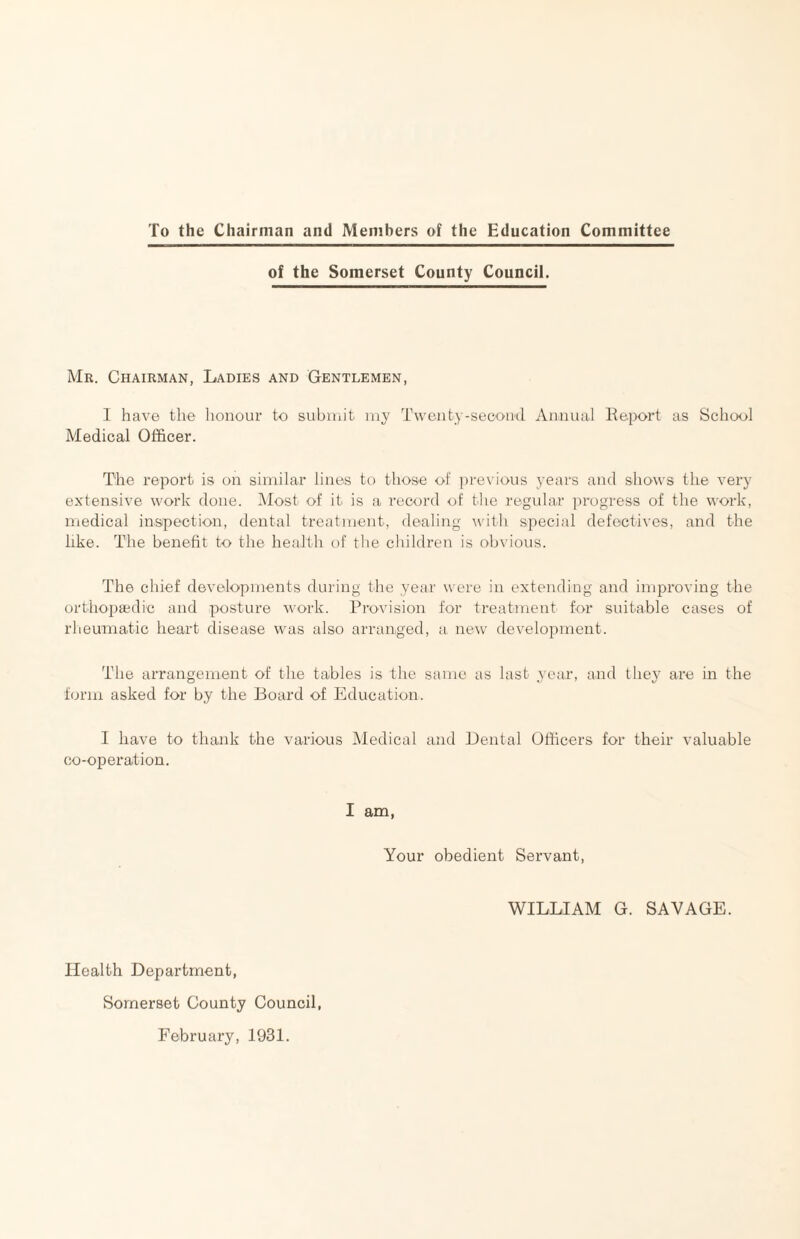 To the Chairman and Members of the Education Committee
of the Somerset County Council.
Mr. Chairman, Ladies and Gentlemen,
I have the honour to submit my Twenty-second Annual Report as School
Medical Officer.
The report is on similar lines to those of previous years and shows the very
extensive work done. Most of it is a record of the regular progress of the work,
medical inspection, dental treatment, dealing with special defectives, and the
like. The benefit to the health of the children is obvious.
The chief developments during the year were in extending and improving the
orthopædic and posture work. Provision for treatment for suitable cases of
rheumatic heart disease was also arranged, a new development.
The arrangement of the tables is the same as last year, and they are in the
form asked for by the Board of Education.
I have to thank the various Medical and Dental Officers for their valuable
co-operation.
I am,
Your obedient Servant,
WILLIAM G. SAVAGE.
Health Department,
Somerset County Council,
February, 1931.